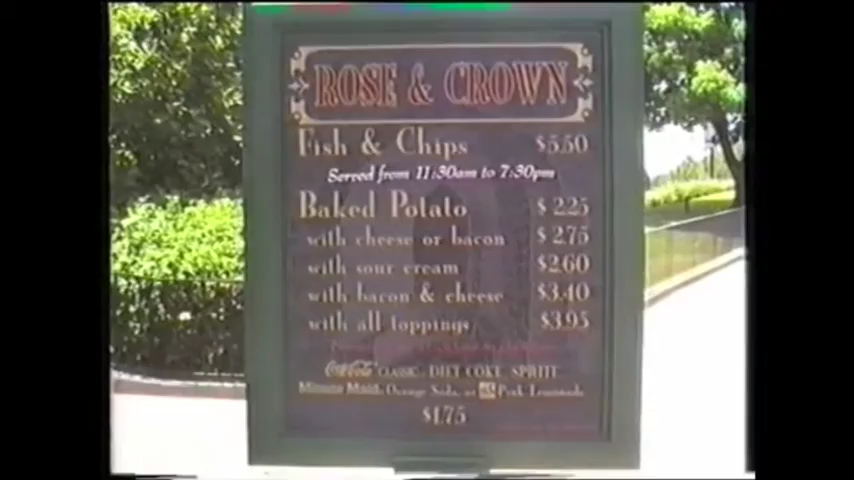 ROSE & CROWN
Fish & Chips $5.50
Served from 11:30am to 7:30pm
Baked Potato $2.25
with cheese or bacon $2.75
with sour cream $2.60
with bacon & cheese $3.40
with all toppings $3.95
Coca-Cola CLASSIC DIET COKE SPRITE
Minute Maid Orange Soda, or Pink Lemonade
$1.75